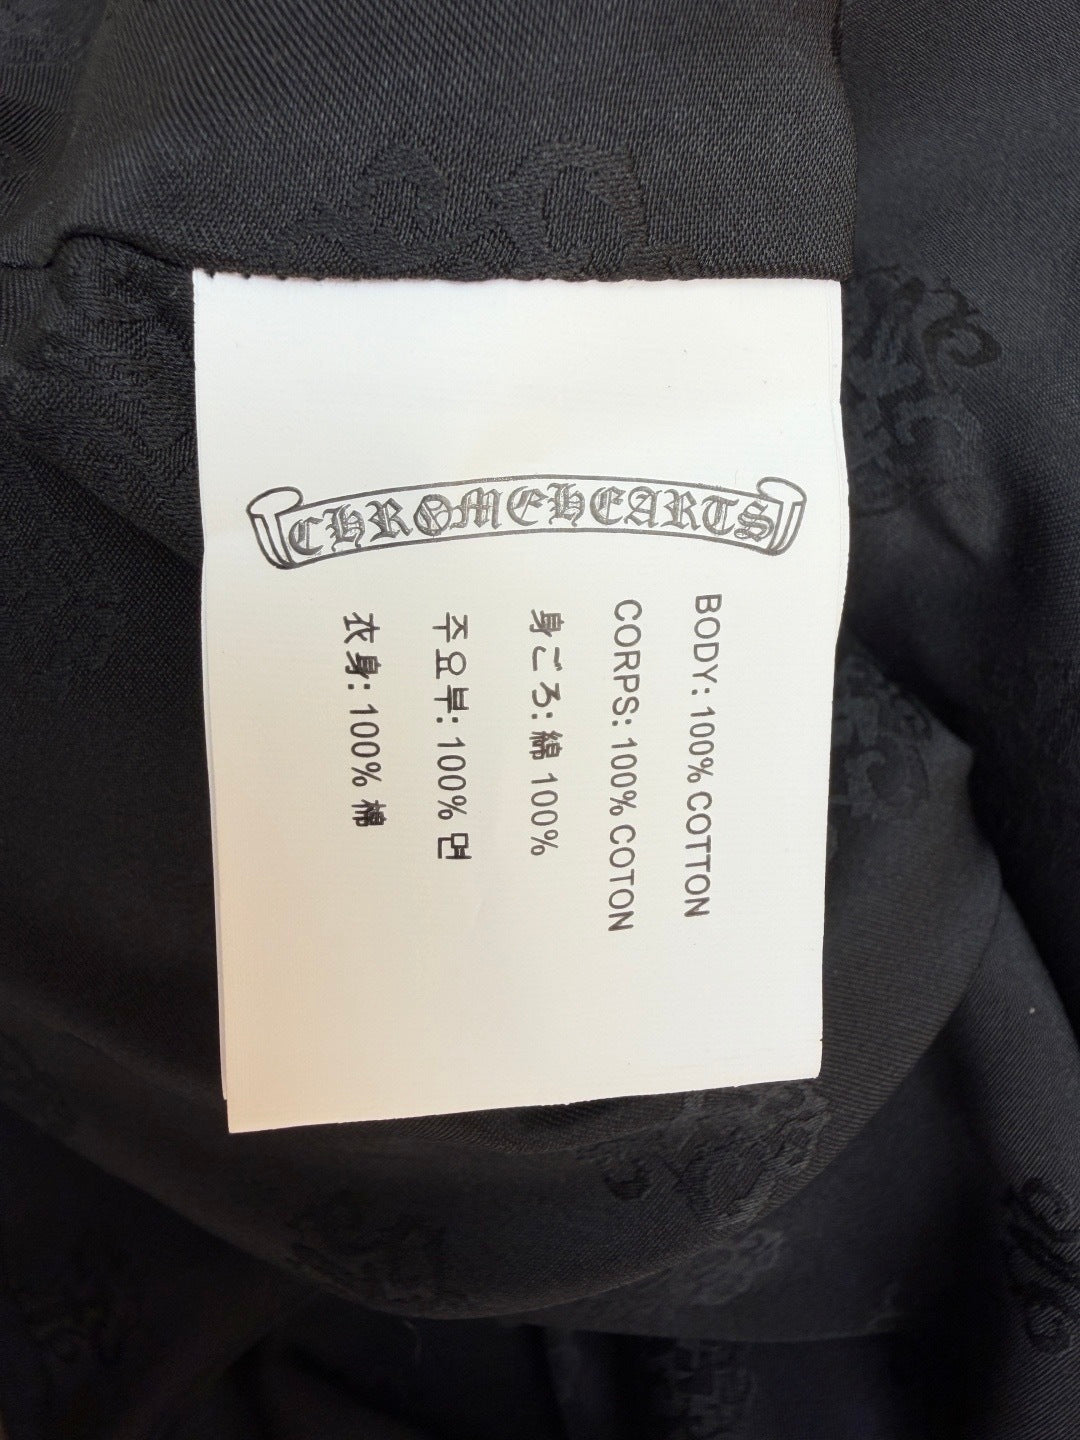 CHROMEHEARTS
BODY: 100% COTTON
CORPS: 100% COTON
身ごろ: 綿 100%
주요부: 100% 면
衣身: 100% 棉